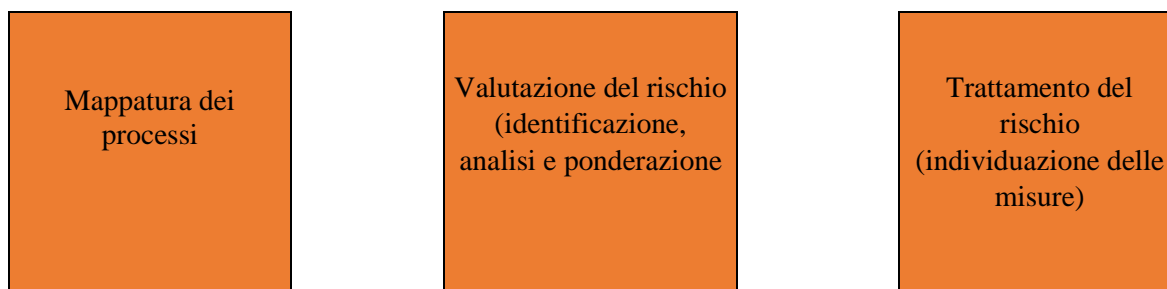 Mappatura dei
processi
Valutazione del rischio
(identificazione,
analisi e ponderazione
Trattamento del
rischio
(individuazione delle
misure)